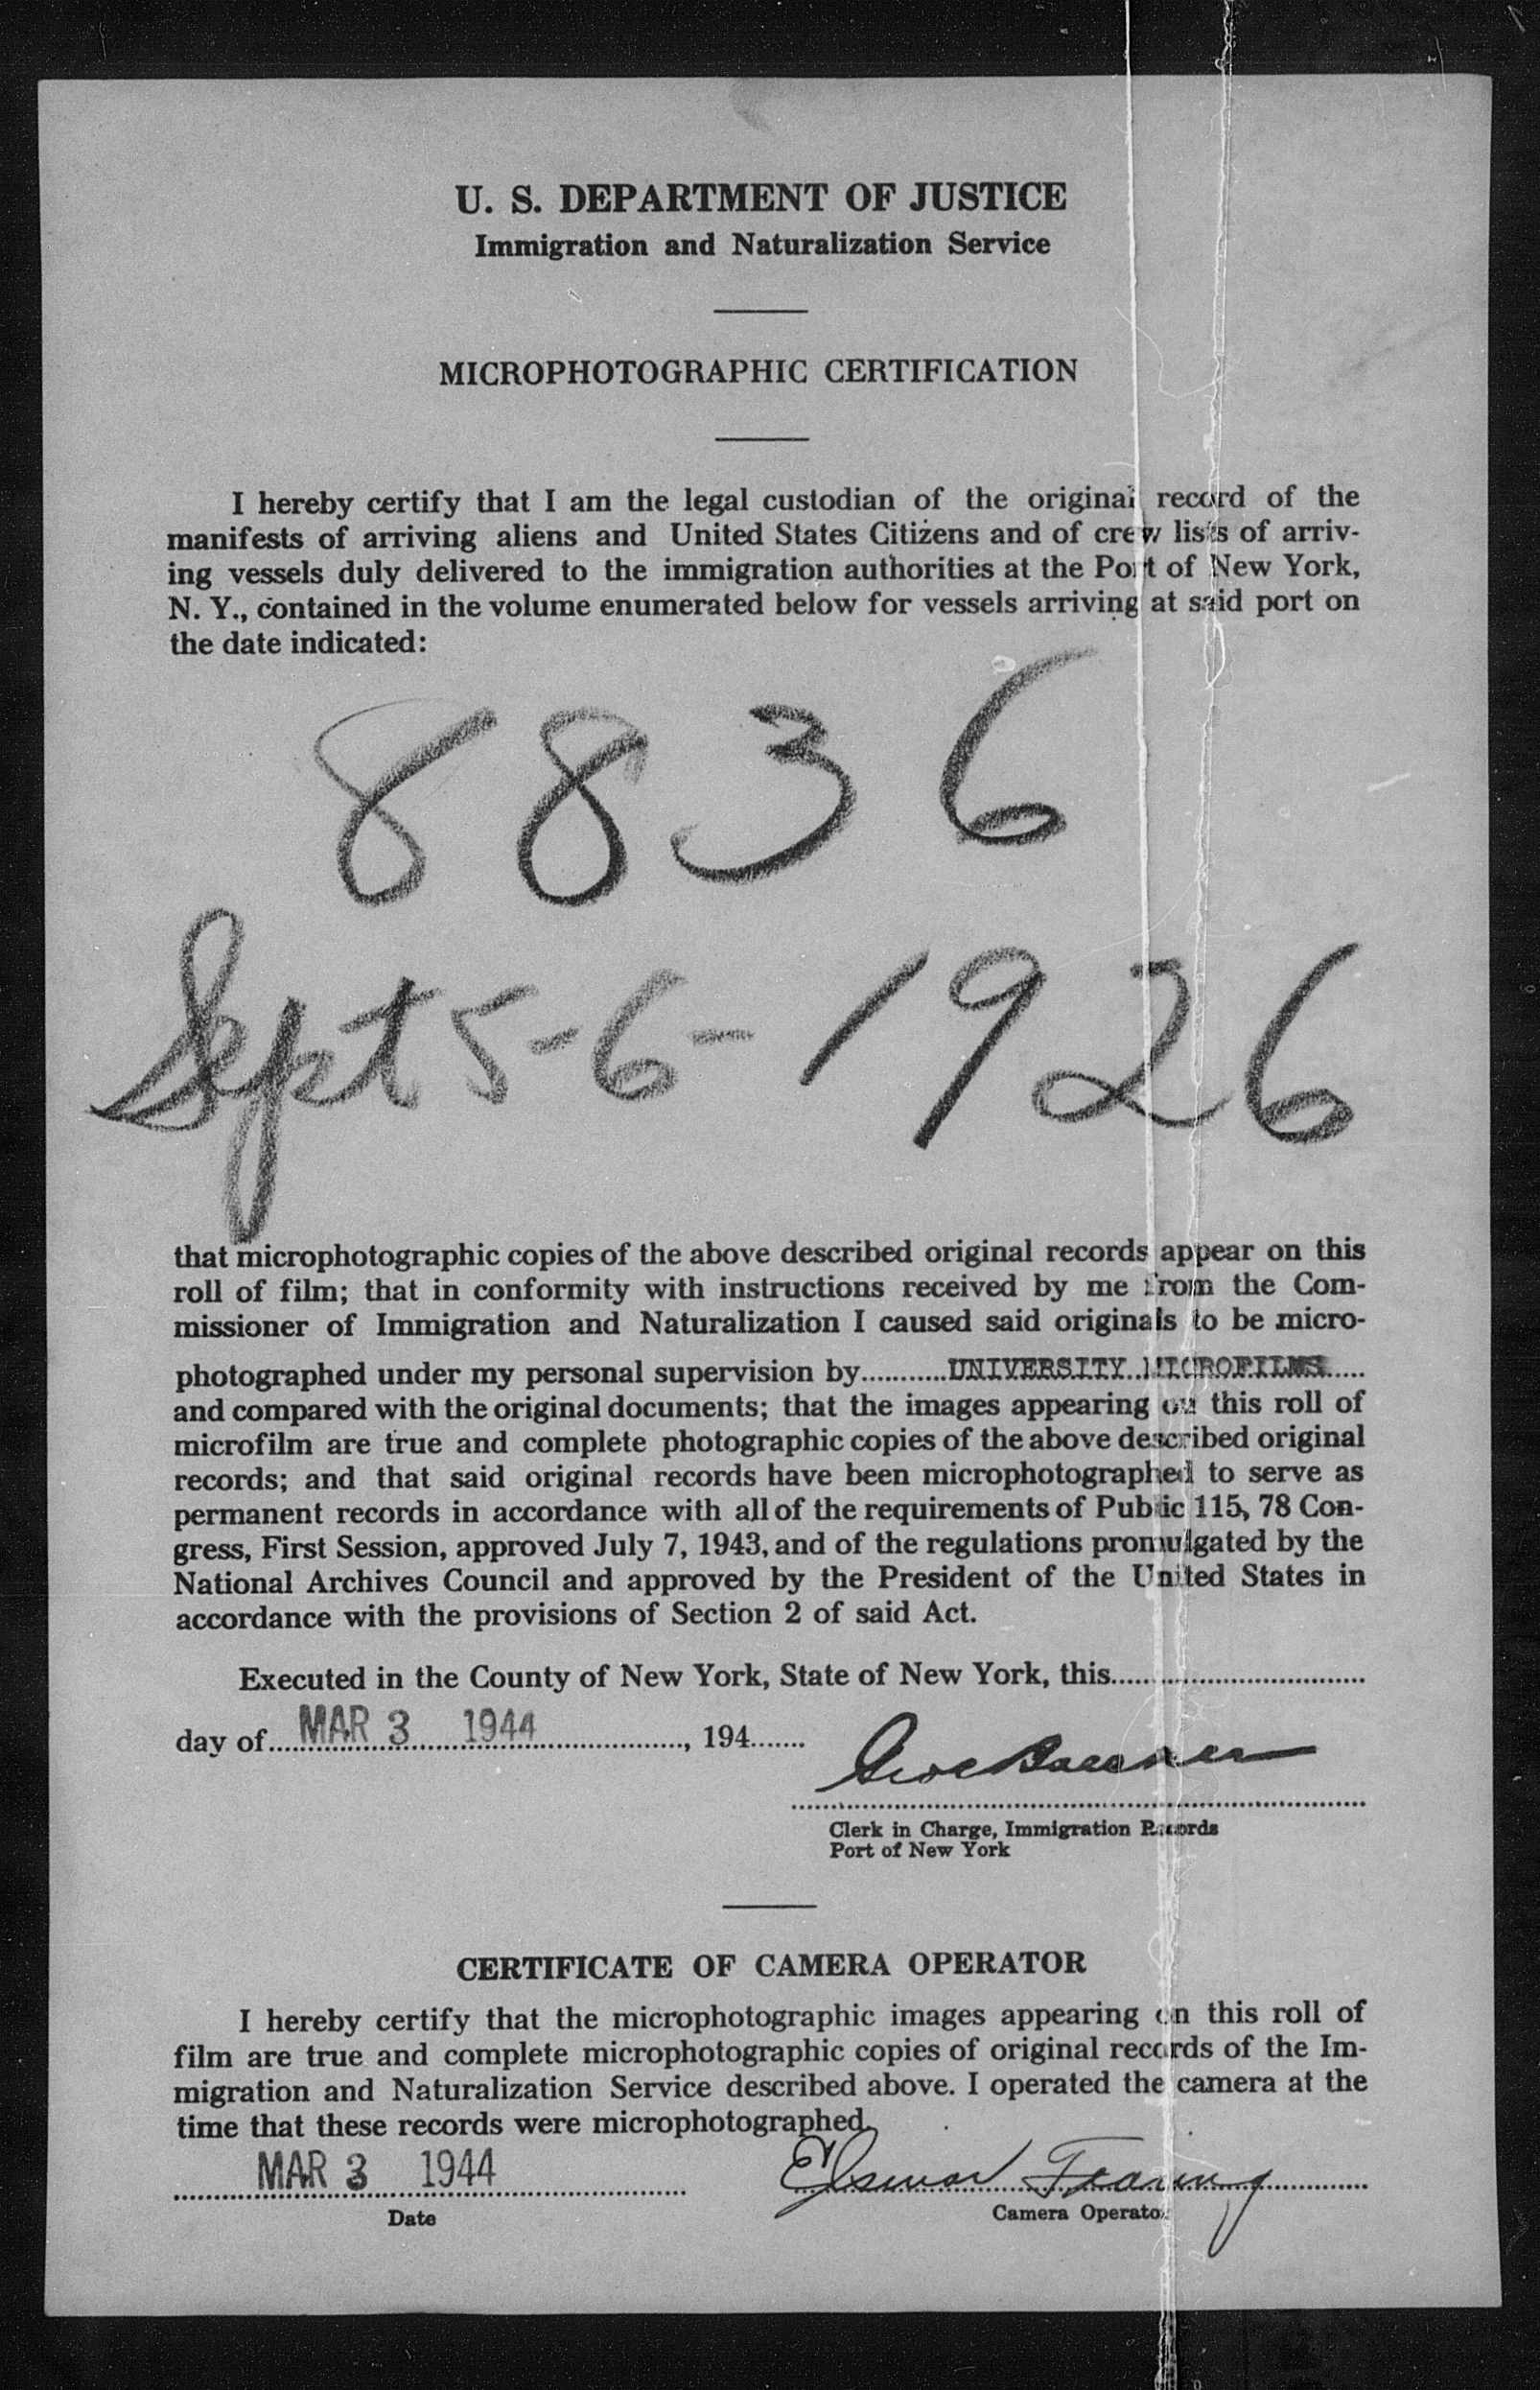 U. S. DEPARTMENT OF JUSTICE
Immigration and Naturalization Service
MICROPHOTOGRAPHIC CERTIFICATION
I hereby certify that I am the legal custodian of the original record of the
manifests of arriving aliens and United States Citizens and of crew lists of arriv-
ing vessels duly delivered to the immigration authorities at the Port of New York,
N. Y., contained in the volume enumerated below for vessels arriving at said port on
the date indicated:
8836
Sept 5-6-1926
that microphotographic copies of the above described original records appear on this
roll of film; that in conformity with instructions received by me from the Com-
missioner of Immigration and Naturalization I caused said originals to be micro-
photographed under my personal supervision by...........UNIVERSITY MICROFILMS.....
and compared with the original documents; that the images appearing on this roll of
microfilm are true and complete photographic copies of the above described original
records; and that said original records have been microphotographed to serve as
permanent records in accordance with all of the requirements of Public 115, 78 Con-
gress, First Session, approved July 7, 1943, and of the regulations promulgated by the
National Archives Council and approved by the President of the United States in
accordance with the provisions of Section 2 of said Act.
Executed in the County of New York, State of New York, this..............................
day of....MAR 3 1944...................., 194.......
Clerk in Charge, Immigration Records
Port of New York
CERTIFICATE OF CAMERA OPERATOR
I hereby certify that the microphotographic images appearing on this roll of
film are true and complete microphotographic copies of original records of the Im-
migration and Naturalization Service described above. I operated the camera at the
time that these records were microphotographed.
MAR 3 1944
Date
Camera Operator